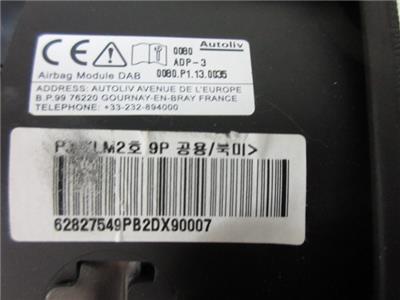 Autoliv
0080
ADP-3
Airbag Module DAB 0080.P1.13.0035
ADDRESS: AUTOLIV AVENUE DE L'EUROPE
B.P.99 76220 GOURNAY-EN-BRAY FRANCE
TELEPHONE: +33-232-894000
LM2호 9P 공용/북미>
62827549PB2DX90007